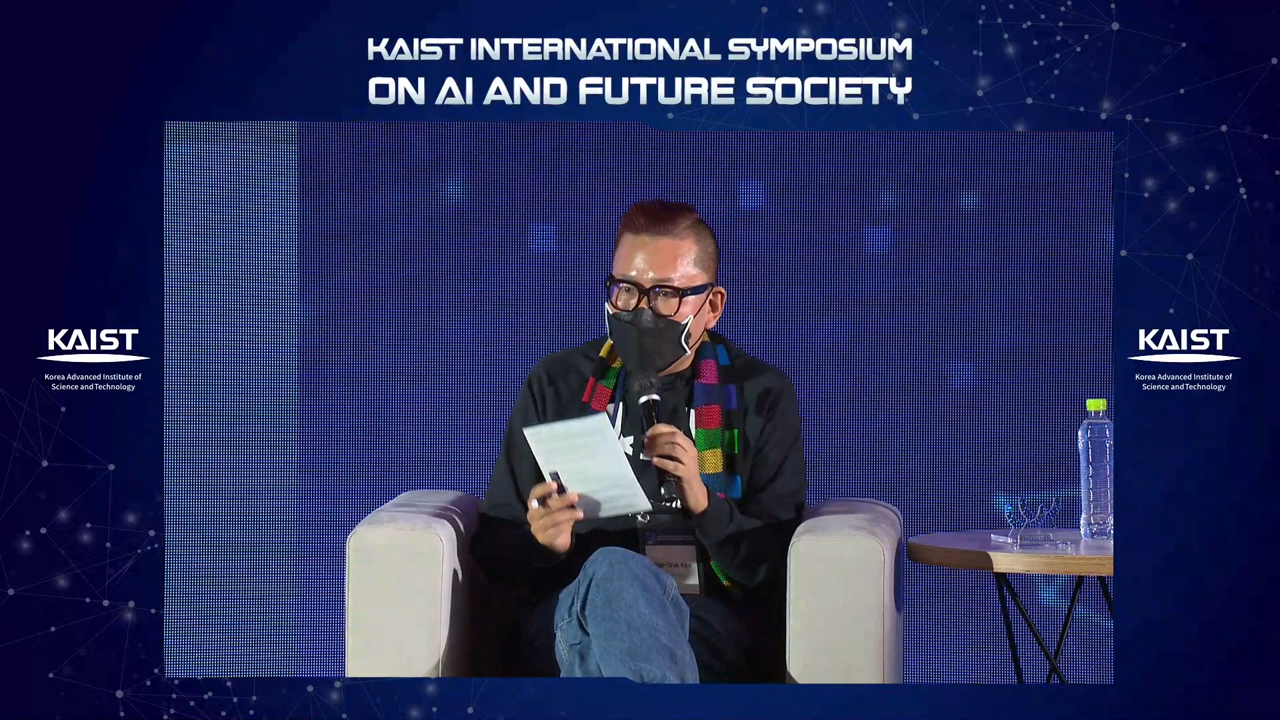 KAIST INTERNATIONAL SYMPOSIUM
ON AI AND FUTURE SOCIETY
KAIST
Korea Advanced Institute of
Science and Technology
KAIST
Korea Advanced Institute of
Science and Technology